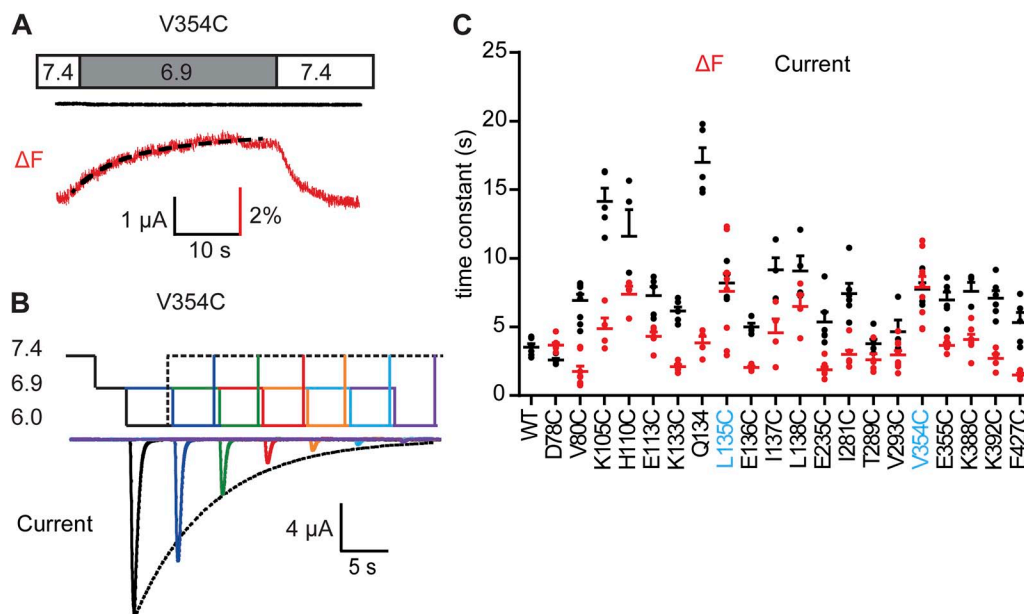 A
V354C
7.4 6.9 7.4
ΔF
1 µA 2%
10 s
B
V354C
7.4
6.9
6.0
Current
4 µA
5 s
C
ΔF Current
time constant (s)
25
20
15
10
5
0
WT
D78C
V80C
K105C
H110C
E113C
K133C
Q134
L135C
E136C
I137C
L138C
E235C
I281C
T289C
V293C
V354C
E355C
K388C
K392C
E427C